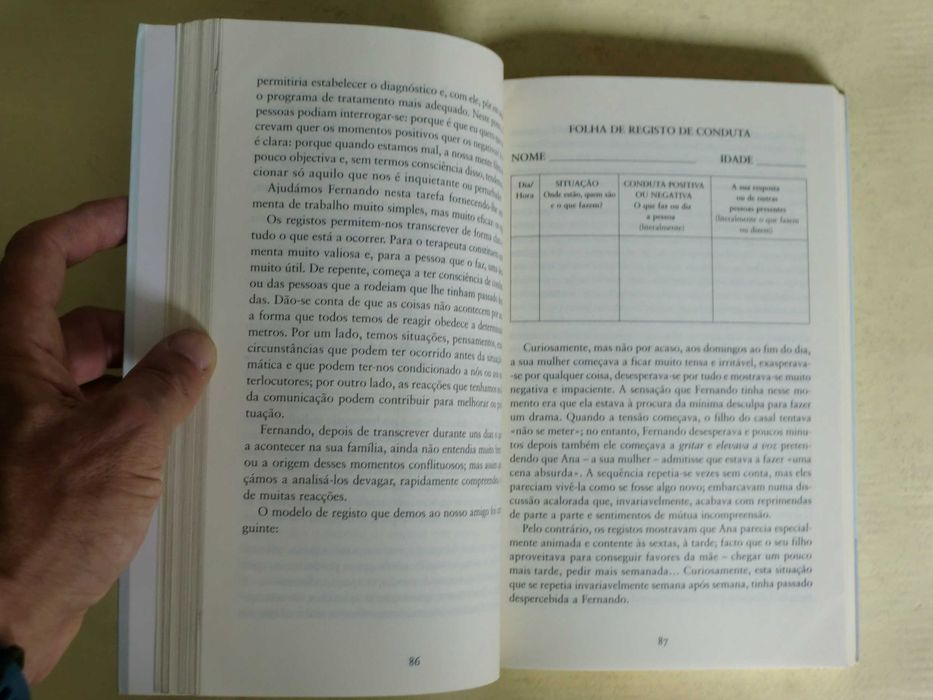 permitiria estabelecer o diagnóstico e, com ele, pôr em
o programa de tratamento mais adequado. Neste
pessoas podiam interrogar-se: porque é que eu quero que
crevam quer os momentos positivos quer os negativos?
é clara: porque quando estamos mal, a nossa mente
pouco objectiva e, sem termos consciência disso,
cionar só aquilo que nos é inquietante ou
Ajudámos Fernando nesta tarefa fornecendo-lhe
menta de trabalho muito simples, mas muito eficaz:
Os registos permitem-nos transcrever de forma
tudo o que está a ocorrer. Para o terapeuta constituem
menta muito valiosa e, para a pessoa que o faz, uma
muito útil. De repente, começa a ter consciência de
ou das pessoas que a rodeiam que lhe tinham passado
das. Dão-se conta de que as coisas não acontecem por
a forma que todos temos de reagir obedece a
metros. Por um lado, temos situações, pensamentos,
circunstâncias que podem ter ocorrido antes da
mática e que podem ter-nos condicionado a nós ou
terlocutores; por outro lado, as reacções que tenhamos
da comunicação podem contribuir para melhorar ou
tuação.
Fernando, depois de transcrever durante uns dias o
a acontecer na sua família, ainda não entendia muito
ou a origem desses momentos conflituosos; mas assim
çámos a analisá-los devagar, rapidamente
de muitas reacções.
O modelo de registo que demos ao nosso amigo foi
guinte:
86
FOLHA DE REGISTO DE CONDUTA
NOME IDADE
Dia/
Hora
SITUAÇÃO
Onde estão, quem são
e o que fazem?
CONDUTA POSITIVA
OU NEGATIVA
O que faz ou diz
a pessoa
(literalmente)
A sua resposta
ou de outras
pessoas presentes
(literalmente o que fazem
ou dizem)
Curiosamente, mas não por acaso, aos domingos ao fim do dia,
a sua mulher começava a ficar muito tensa e irritável, exasperava-
-se por qualquer coisa, desesperava-se por tudo e mostrava-se muito
negativa e impaciente. A sensação que Fernando tinha nesse mo-
mento era que ela estava à procura da mínima desculpa para fazer
um drama. Quando a tensão começava, o filho do casal tentava
«não se meter»; no entanto, Fernando desesperava e poucos minu-
tos depois também ele começava a gritar e elevava a voz preten-
dendo que Ana – a sua mulher – admitisse que estava a fazer «uma
cena absurda». A sequência repetia-se vezes sem conta, mas eles
pareciam vivê-la como se fosse algo novo; embarcavam numa dis-
cussão acalorada que, invariavelmente, acabava com reprimendas
de parte a parte e sentimentos de mútua incompreensão.
Pelo contrário, os registos mostravam que Ana parecia especial-
mente animada e contente às sextas, à tarde; facto que o seu filho
aproveitava para conseguir favores da mãe – chegar um pouco
mais tarde, pedir mais semanada... Curiosamente, esta situação
que se repetia invariavelmente semana após semana, tinha passado
despercebida a Fernando.
87